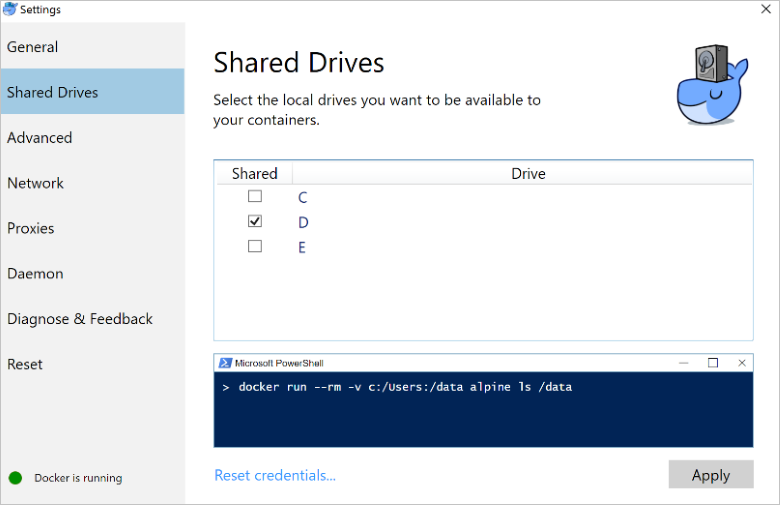 Settings
General
Shared Drives
Advanced
Network
Proxies
Daemon
Diagnose & Feedback
Reset
Docker is running
Shared Drives
Select the local drives you want to be available to
your containers.
Shared Drive
C
D
E
Microsoft PowerShell
> docker run --rm -v c:/Users:/data alpine ls /data
Reset credentials...
Apply